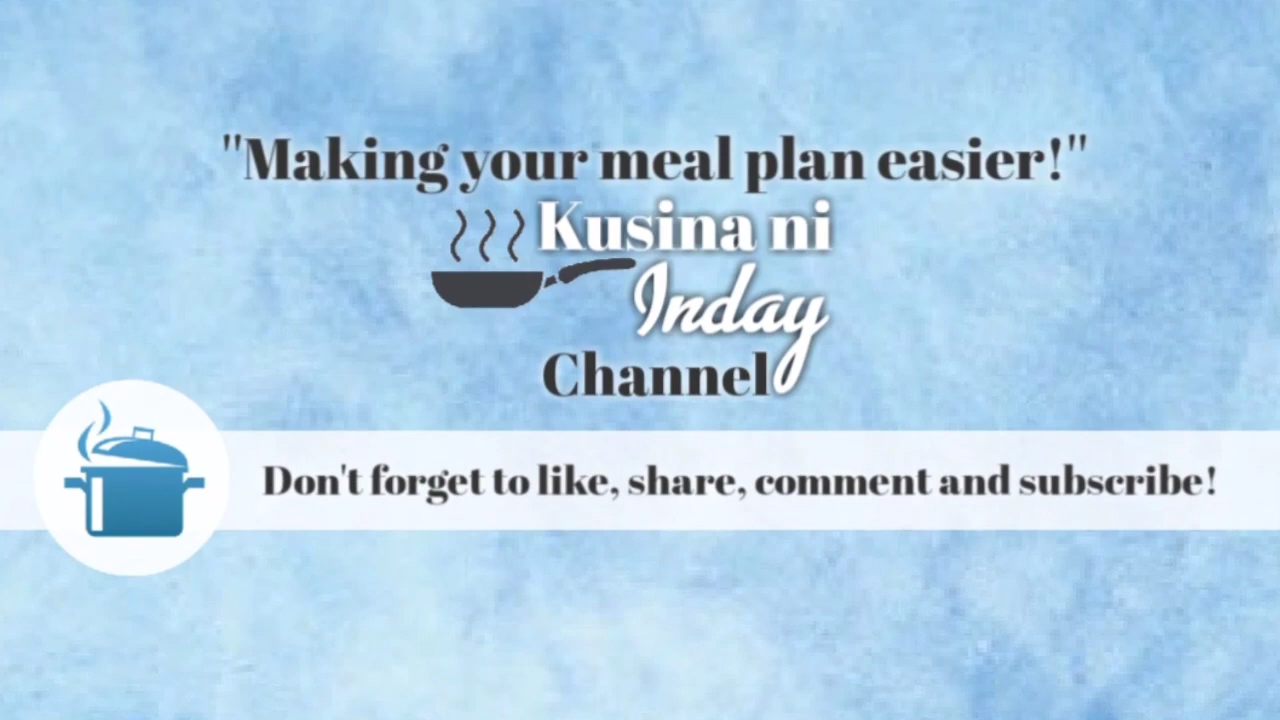 "Making your meal plan easier!"
Kusina ni
Inday
Channel
Don't forget to like, share, comment and subscribe!